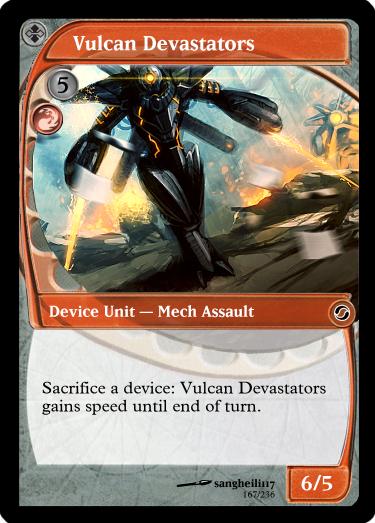 Vulcan Devastators
5
Device Unit — Mech Assault
Sacrifice a device: Vulcan Devastators
gains speed until end of turn.
sangheili117
167/236
6/5